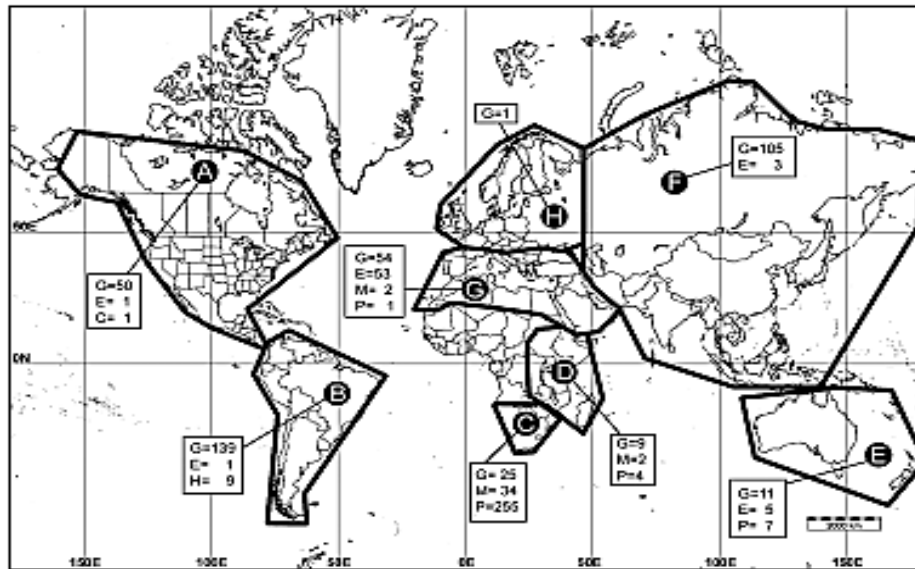 G=1
A
G=105
E= 3
F
H
60E
G=54
E=53
M= 2
P= 1
G
G=50
E= 1
C= 1
0N
D
B
C
G=139
E= 1
H= 9
G=9
M=2
P=4
E
G= 25
M= 34
P=255
G=11
E= 5
P= 7
150E
100E
50E
0E
50E
100E
150E